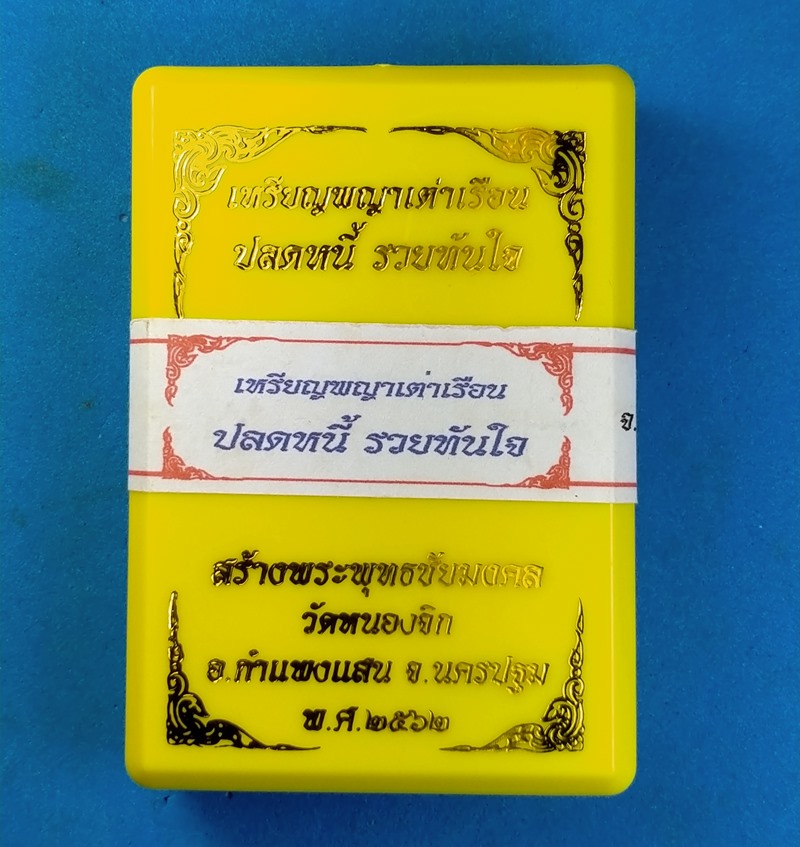 เหรียญพญาเต่าเรือน
ปลดหนี้ รวยทันใจ
เหรียญพญาเต่าเรือน
ปลดหนี้ รวยทันใจ
จ.
สร้างพระพุทธชัยมงคล
วัดหนองจิก
อ.กำแพงแสน จ.นครปฐม
พ.ศ.๒๕๖๒